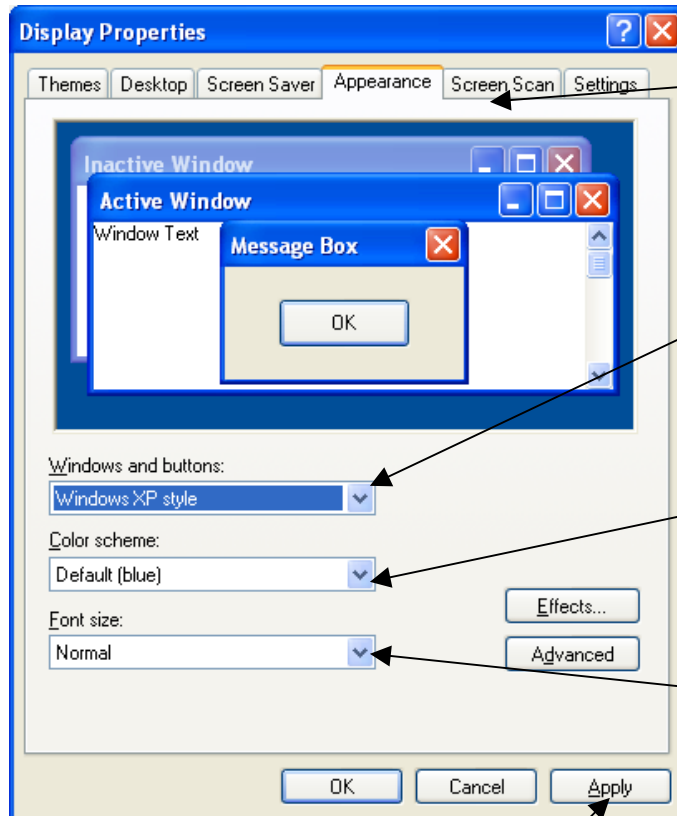 Display Properties
Themes Desktop Screen Saver Appearance Screen Scan Settings
Inactive Window
Active Window
Window Text
Message Box
OK
Windows and buttons:
Windows XP style
Color scheme:
Default (blue)
Effects...
Font size:
Normal
Advanced
OK Cancel Apply